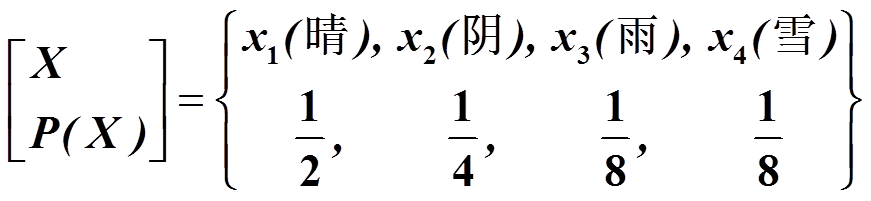 [X P(X)] = {x₁(晴), x₂(阴), x₃(雨), x₄(雪)
1/2, 1/4, 1/8, 1/8}